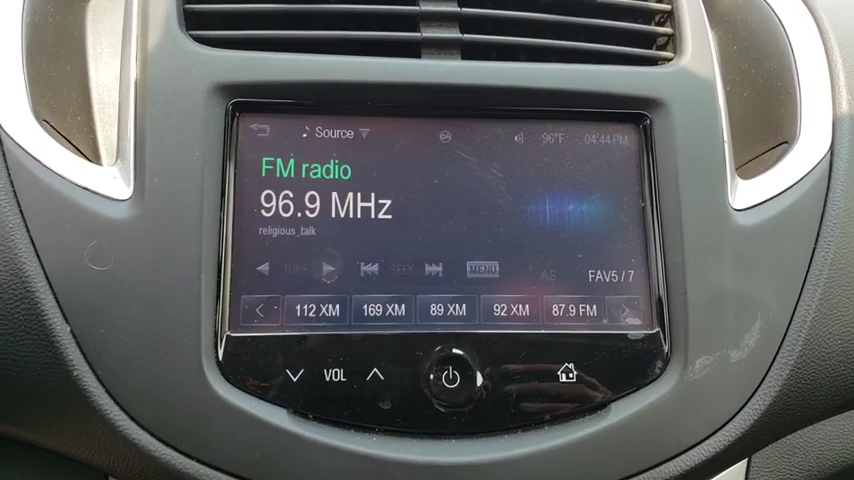 Source 96°F 04:44 PM
FM radio
96.9 MHz
religious_talk
TUNE SEEK MENU AS FAV5 / 7
112 XM 169 XM 89 XM 92 XM 87.9 FM
VOL